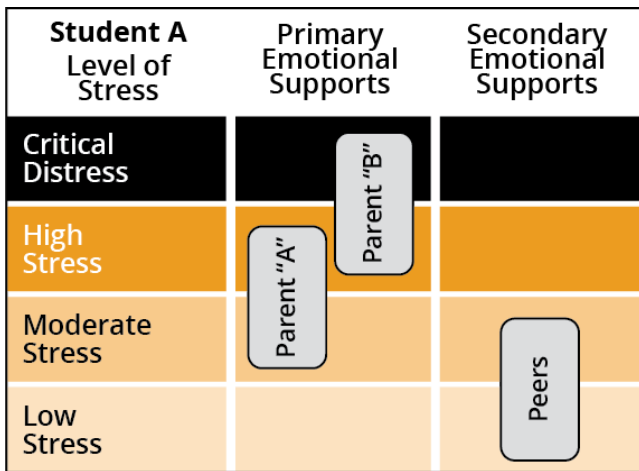 Student A
Level of
Stress
Primary
Emotional
Supports
Secondary
Emotional
Supports
Critical
Distress
Parent "B"
High
Stress
Parent "A"
Moderate
Stress
Peers
Low
Stress